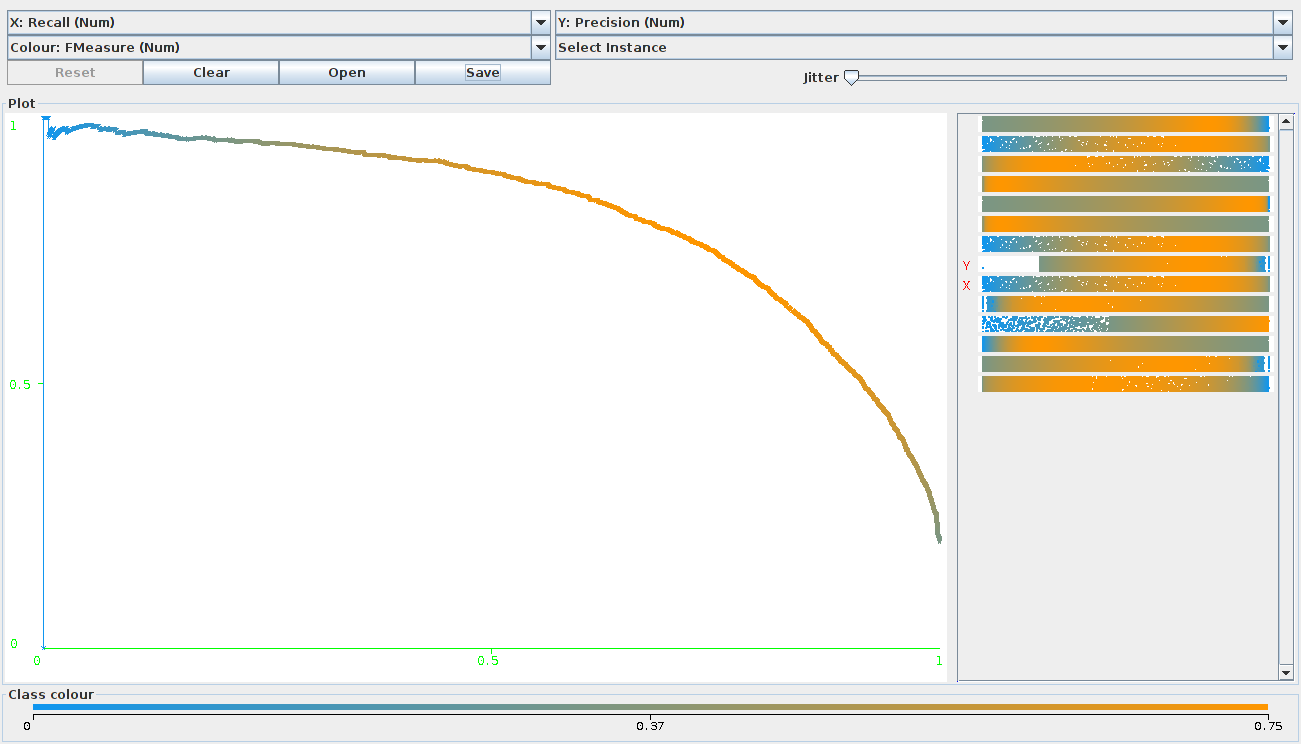 X: Recall (Num)
Y: Precision (Num)
Colour: FMeasure (Num)
Select Instance
Reset
Clear
Open
Save
Jitter
Plot
1
0.5
0
0
0.5
1
Y
X
Class colour
0
0.37
0.75